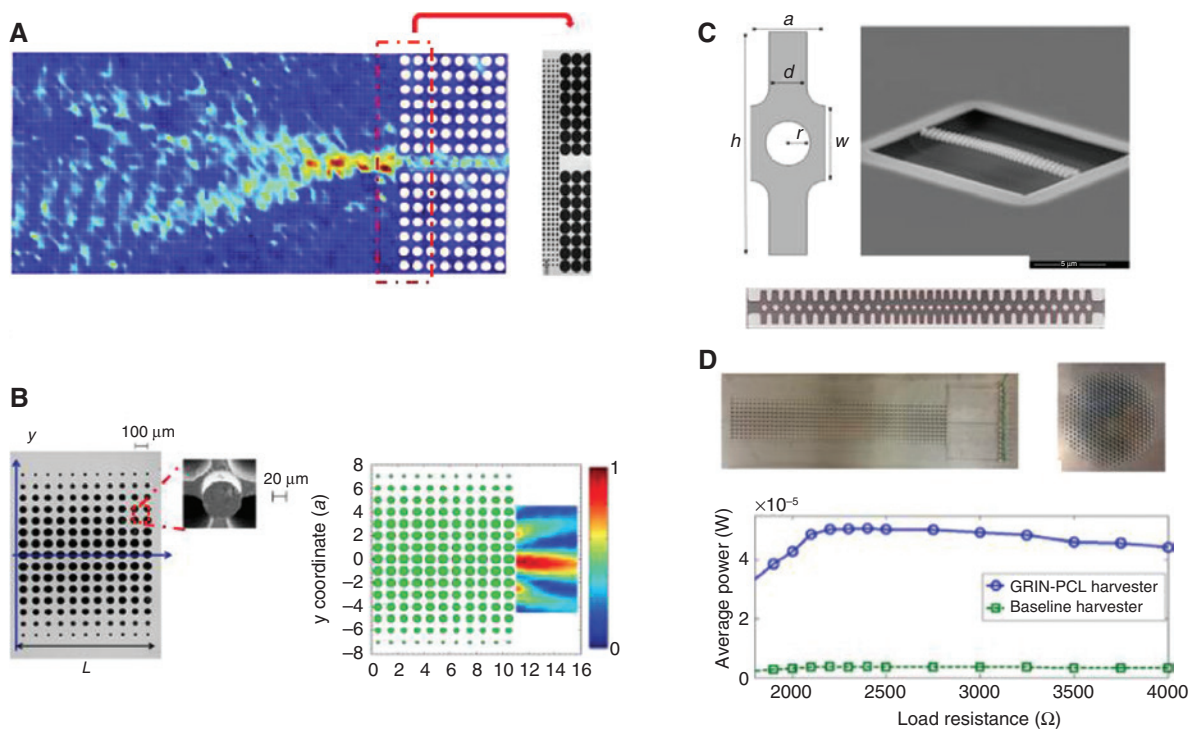 A
C
a
d
h
r
w
5 µm
B
y
100 µm
20 µm
L
y coordinate (a)
8
6
4
2
0
−2
−4
−6
−8
0 2 4 6 8 10 12 14 16
1
0
D
×10⁻⁵
Average power (W)
4
2
0
GRIN-PCL harvester
Baseline harvester
2000 2500 3000 3500 4000
Load resistance (Ω)